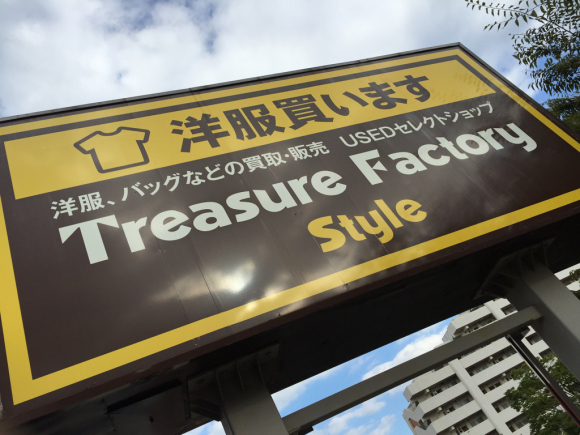 洋服買います
洋服、バッグなどの買取・販売 USEDセレクトショップ
Treasure Factory
Style